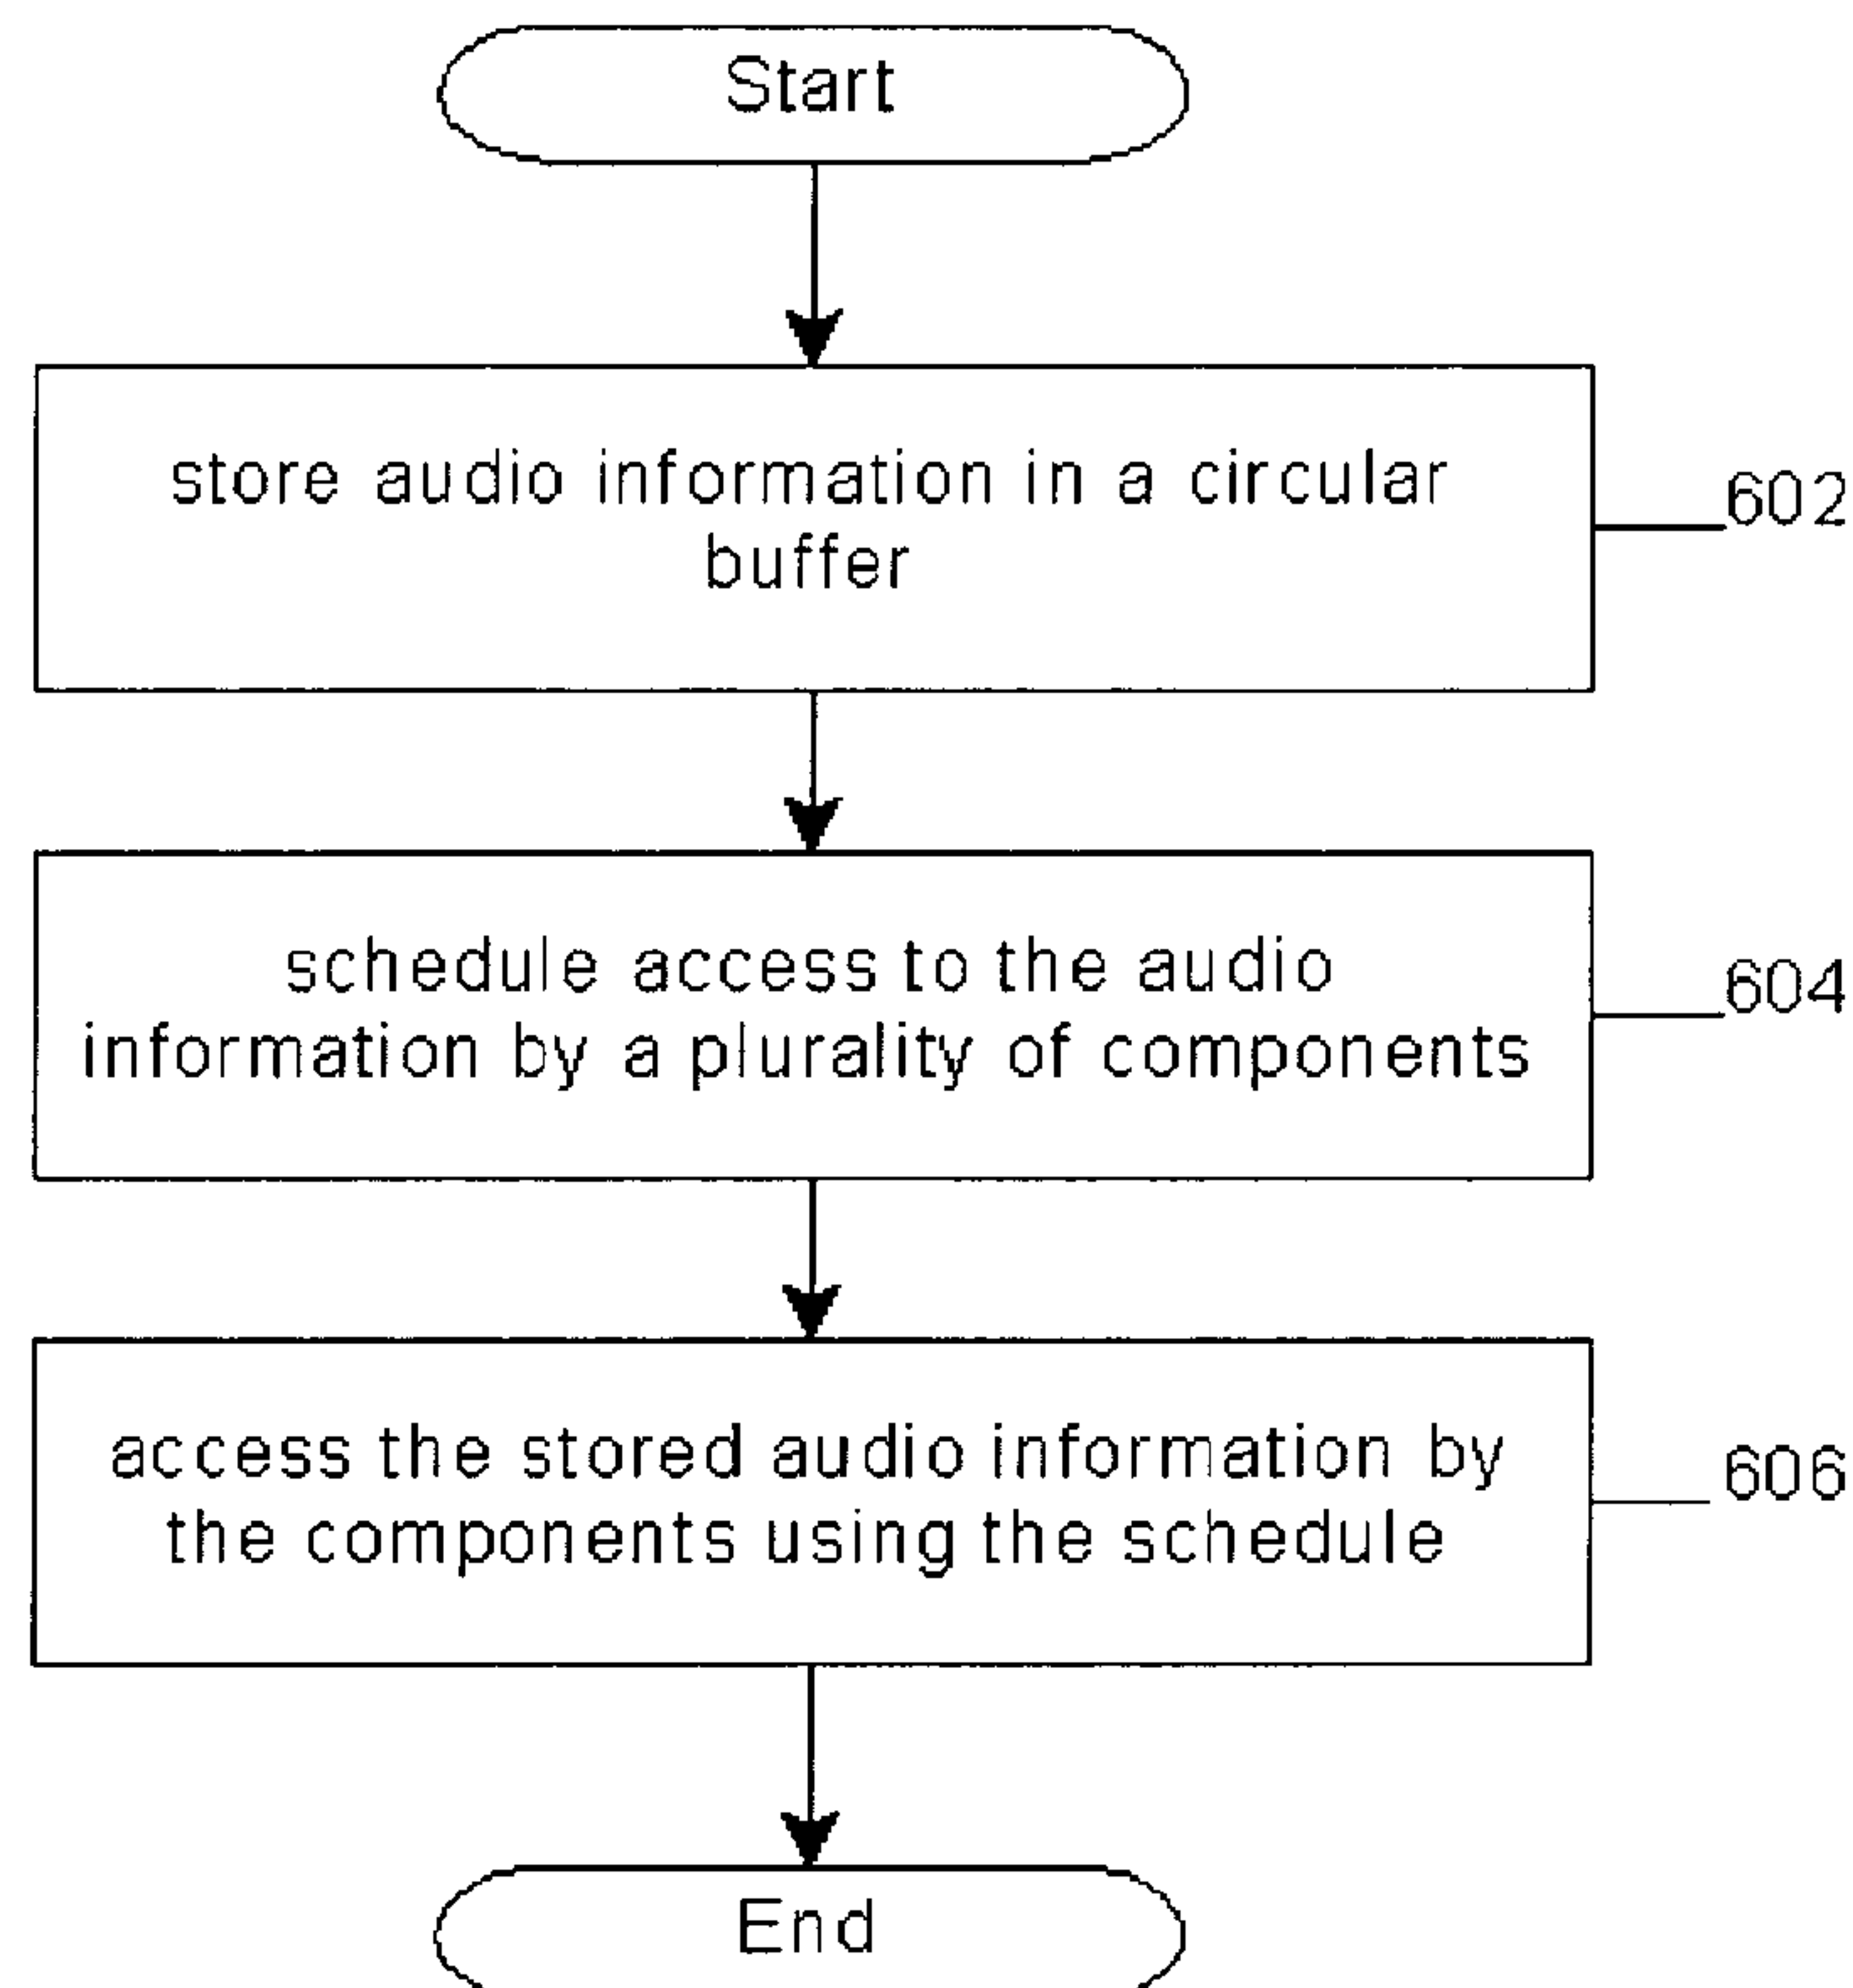 Start
store audio information in a circular
buffer
602
schedule access to the audio
information by a plurality of components
604
access the stored audio information by
the components using the schedule
606
End